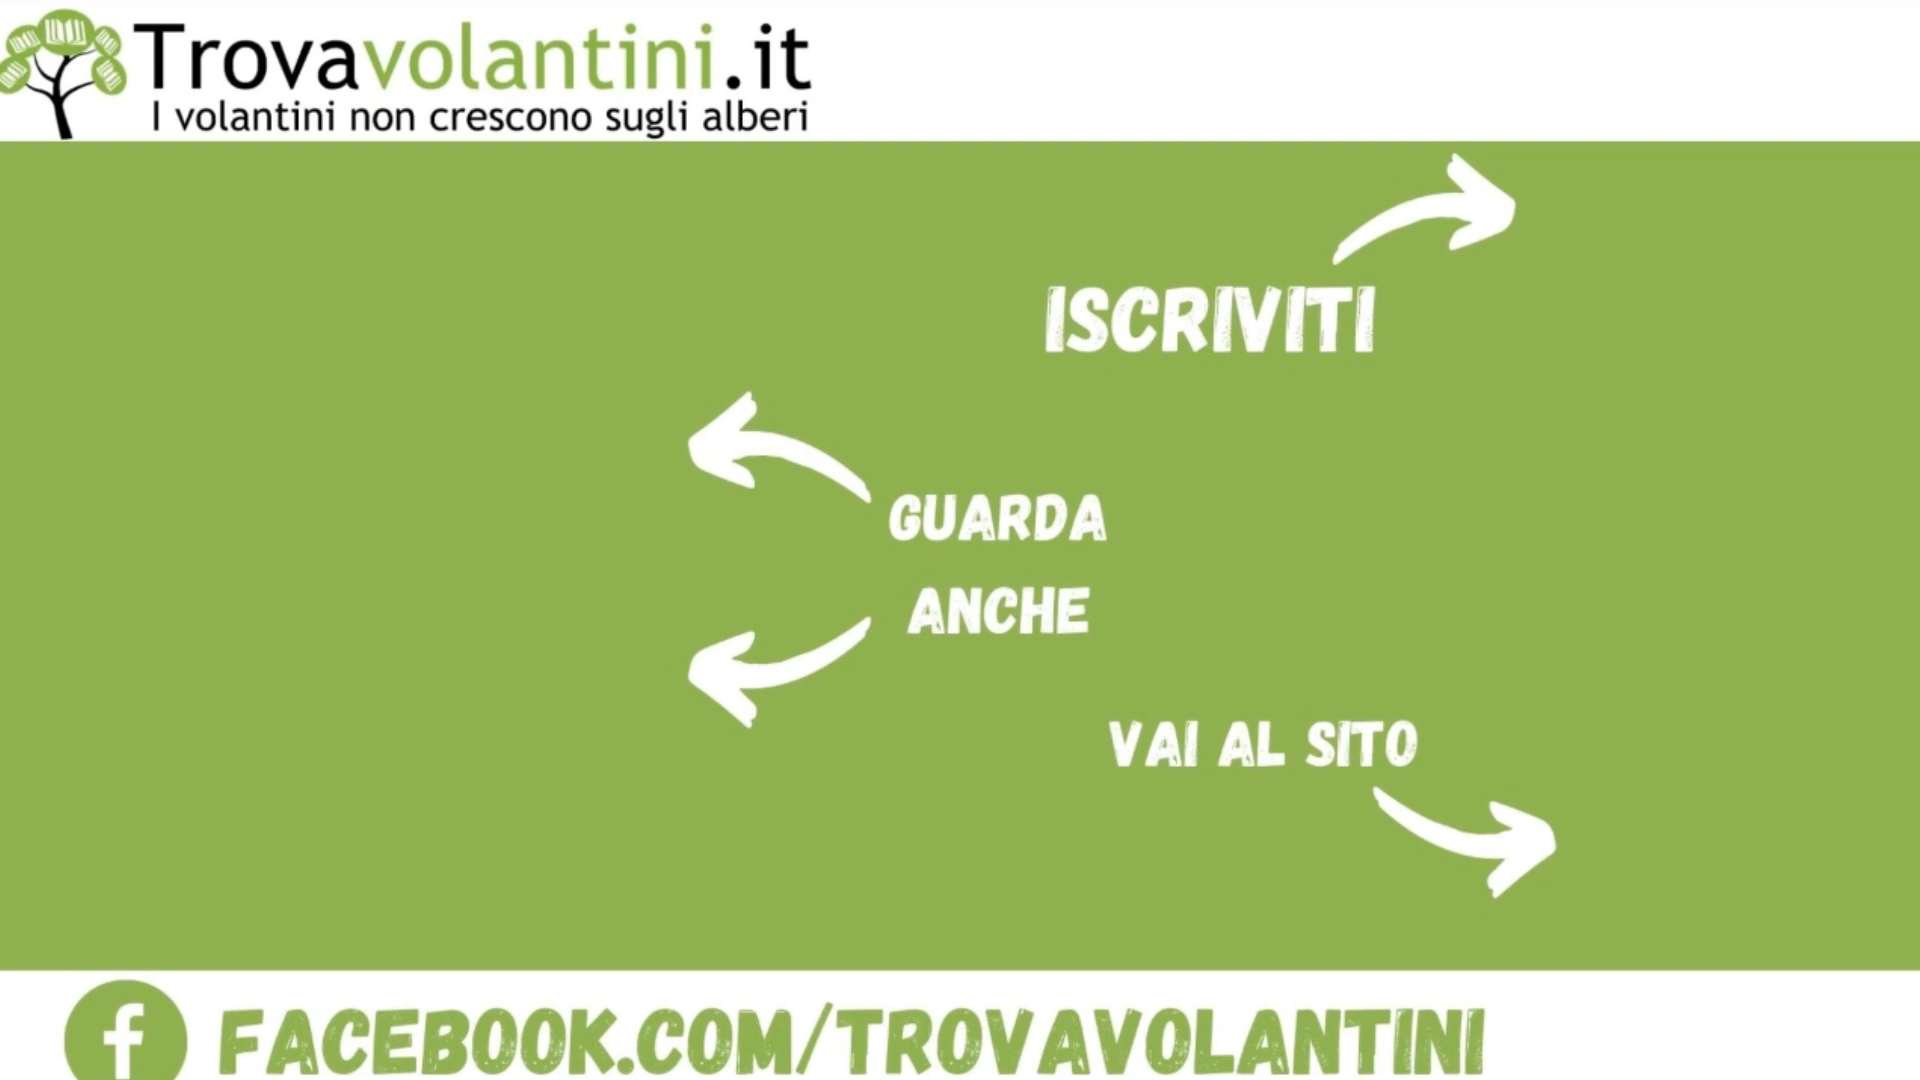 Trovavolantini.it
I volantini non crescono sugli alberi
ISCRIVITI
GUARDA
ANCHE
VAI AL SITO
f FACEBOOK.COM/TROVAVOLANTINI